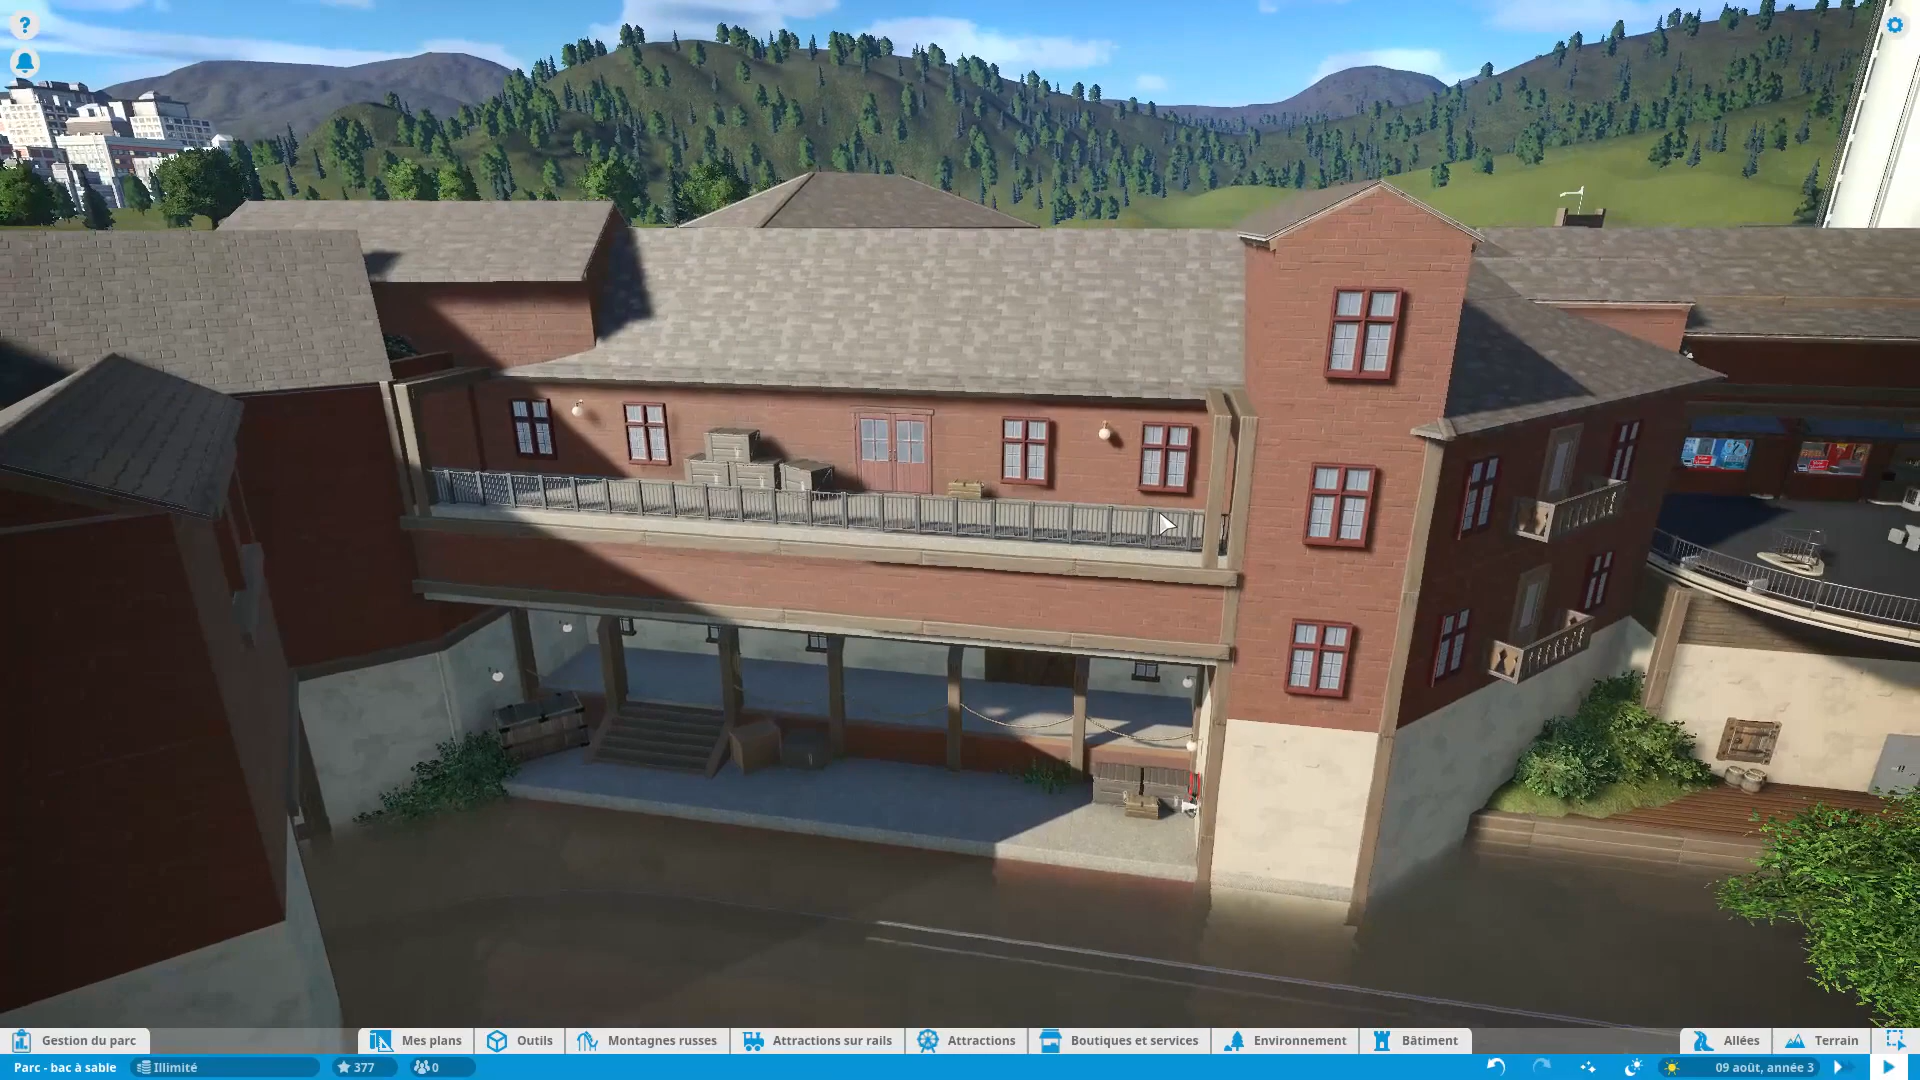 ?
Gestion du parc
Mes plans
Outils
Montagnes russes
Attractions sur rails
Attractions
Boutiques et services
Environnement
Bâtiment
Allées
Terrain
Parc - bac à sable
Illimité
377
0
09 août, année 3